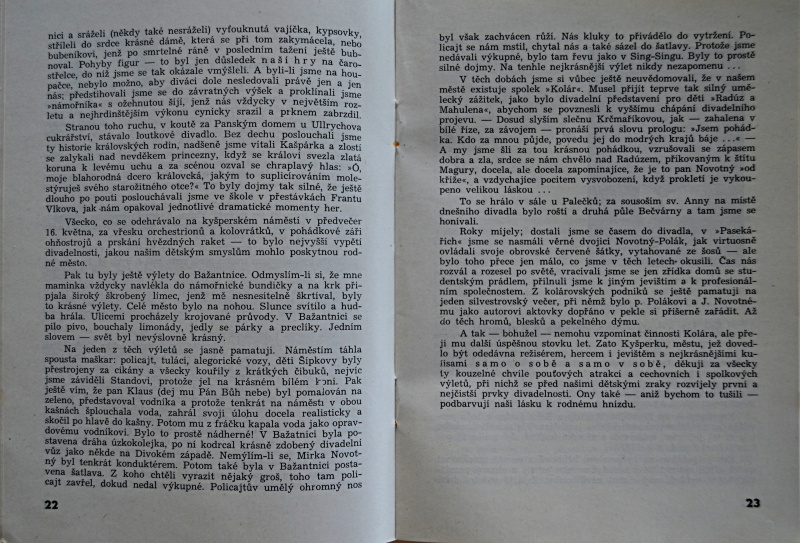 nici a sráželi (někdy také nesráželi) vyfouknutá vajíčka, kypsovky,
stříleli do srdce krásné dámě, která se při tom zakymácela, nebo
bubeníkovi, jenž po smrtelné ráně v posledním tažení ještě bub-
noval. Pohyby figur — to byl jen důsledek naší hry na čaro-
střelce, do níž jsme se tak okázale vmýšleli. A byli-li jsme na hou-
pačce, nebylo možno, aby diváci dole nesledovali právě jen a jen
nás; předstihovali jsme se do závratných výšek a proklínali jsme
»námořníka« s ožehnutou šíjí, jenž nás vždycky v největším roz-
letu a nejhrdinštějším výkonu cynicky srazil a prknem zabrzdil.
Stranou toho ruchu, v koutě za Panským domem u Ullrychova
cukrářství, stávalo loutkové divadlo. Bez dechu poslouchali jsme
ty historie královských rodin, nadšeně jsme vítali Kašpárka a zlostí
se zalykali nad nevděkem princezny, když se královi svezla zlatá
koruna k levému uchu a za scénou ozval se chraplavý hlas: »Ó,
moje blahorodná dcero královcká, jakým to suplicírováním mole-
stýruješ svého starožitného otce?« To byly dojmy tak silné, že ještě
dlouho po pouti poslouchávali jsme ve škole v přestávkách Frantu
Vlkova, jak nám opakoval jednotlivé dramatické momenty her.
Všecko, co se odehrávalo na kyšperském náměstí v předvečer
16. května, za vřesku orchestrionů a kolovrátků, v pohádkové záři
ohňostrojů a prskání hvězdných raket — to bylo nejvyšší vypětí
divadelnosti, jakou našim dětským smyslům mohlo poskytnou rod-
né město.
Pak tu byly ještě výlety do Bažantnice. Odmyslím-li si, že mne
maminka vždycky navlékla do námořnické bundičky a na krk při-
pjala široký škrobený límec, jenž mě nesnesitelně škrtíval, byly
to krásné výlety. Celé město bylo na nohou. Slunce svítilo a hud-
ba hrála. Ulicemi procházely krojované průvody. V Bažantnici se
pilo pivo, bouchaly limonády, jedly se párky a preclíky. Jedním
slovem — svět byl nevýslovně krásný.
Na jeden z těch výletů se jasně pamatuji. Náměstím táhla
spousta maškar: policajt, tuláci, alegorické vozy, děti Šípkovy byly
přestrojeny za cikány a všecky kouřily z krátkých čibuků, nejvíc
jsme záviděli Standovi, protože jel na krásném bílém koni. Pak
ještě vím, že pan Klaus (dej mu Pán Bůh nebe) byl pomalován na
zeleno, představoval vodníka a protože tenkrát na náměstí v obou
kašnách šplouchala voda, zahrál svoji úlohu docela realisticky a
skočil po hlavě do kašny. Potom mu z fráčku kapala voda jako oprav-
dovému vodníkovi. Bylo to prostě nádherné! V Bažatnici byla po-
stavena dráha úzkokolejka, po ní kodrcal krásně zdobený divadelní
vůz jako někde na Divokém západě. Nemýlím-li se, Mirka Novot-
ný byl tenkrát konduktérem. Potom také byla v Bažantnici posta-
vena šatlava. Z koho chtěli vyrazit nějaký groš, toho tam poli-
cajt zavřel, dokud nedal výkupné. Policajtův umělý ohromný nos
22
byl však zachvácen růží. Nás kluky to přivádělo do vytržení. Po-
licajt se nám mstil, chytal nás a také sázel do šatlavy. Protože jsme
nedávali výkupné, bylo tam řevu jako v Sing-Singu. Byly to prostě
silné dojmy. Na tenhle nejkrásnější výlet nikdy nezapomenu . . .
V těch dobách jsme si vůbec ještě neuvědomovali, že v našem
městě existuje spolek »Kolár«. Musel přijít teprve tak silný umě-
lecký zážitek, jako bylo divadelní představení pro děti »Radúz a
Mahulena«, abychom se povznesli k vyššímu chápání divadelního
projevu. — Dosud slyším slečnu Krčmaříkovou, jak — zahalena v
bílé říze, za závojem — pronáší prvá slovo prologu: »Jsem pohád-
ka. Kdo za mnou půjde, povedu jej do modrých krajů báje . . .« —
A my jsme šli za tou krásnou pohádkou, vzrušovali se zápasem
dobra a zla, srdce se nám chvělo nad Radúzem, přikovaným k štítu
Magury, docela, ale docela zapomínajíce, že je to pan Novotný »od
kříže«, a vzdychajíce pocitem vysvobození, když prokletí je vykou-
peno velikou láskou . . .
To se hrálo v sále u Palečků; za sousoším sv. Anny na místě
dnešního divadla bylo roští a druhá půle Bečvárny a tam jsme se
honívali.
Roky mijely; dostali jsme se časem do divadla, v »Paseká-
řích« jsme se nasmáli věrné dvojici Novotný-Polák, jak virtuosně
ovládali svoje obrovské červené šátky, vytahované ze šosů — ale
bylo toho přece jen málo, co jsme v těch letech okusili. Čas nás
rozvál a rozesel po světě, vracívali jsme se jen zřídka domů se stu-
dentským prádlem, přilnuli jsme k jiným jevištím a k profesionál-
ním společnostem. Z kolárovských podniků se ještě pamatuji na
jeden silvestrovský večer, při němž bylo p. Polákovi a J. Novotné-
mu jako autorovi aktovky dopřáno v pekle si příšerně zařádit. Až
do těch hromů, blesků a pekelného dýmu.
A tak — bohužel — nemohu vzpomínat činnosti Kolára, ale pře-
ji mu další úspěšnou stovku let. Zato Kyšperku, městu, jež doved-
lo být odedávna režisérem, hercem i jevištěm s nejkrásnějšími ku-
lisami samo o sobě a samo v sobě, děkuji za všecky
ty kouzelné chvíle pouťových atrakcí a cechovních i spolkových
výletů, při nichž se před našimi dětskými zraky rozvíjely první a
nejčistší prvky divadelnosti. Ony také — aniž bychom to tušili —
podbarvují naši lásku k rodnému hnízdu.
23